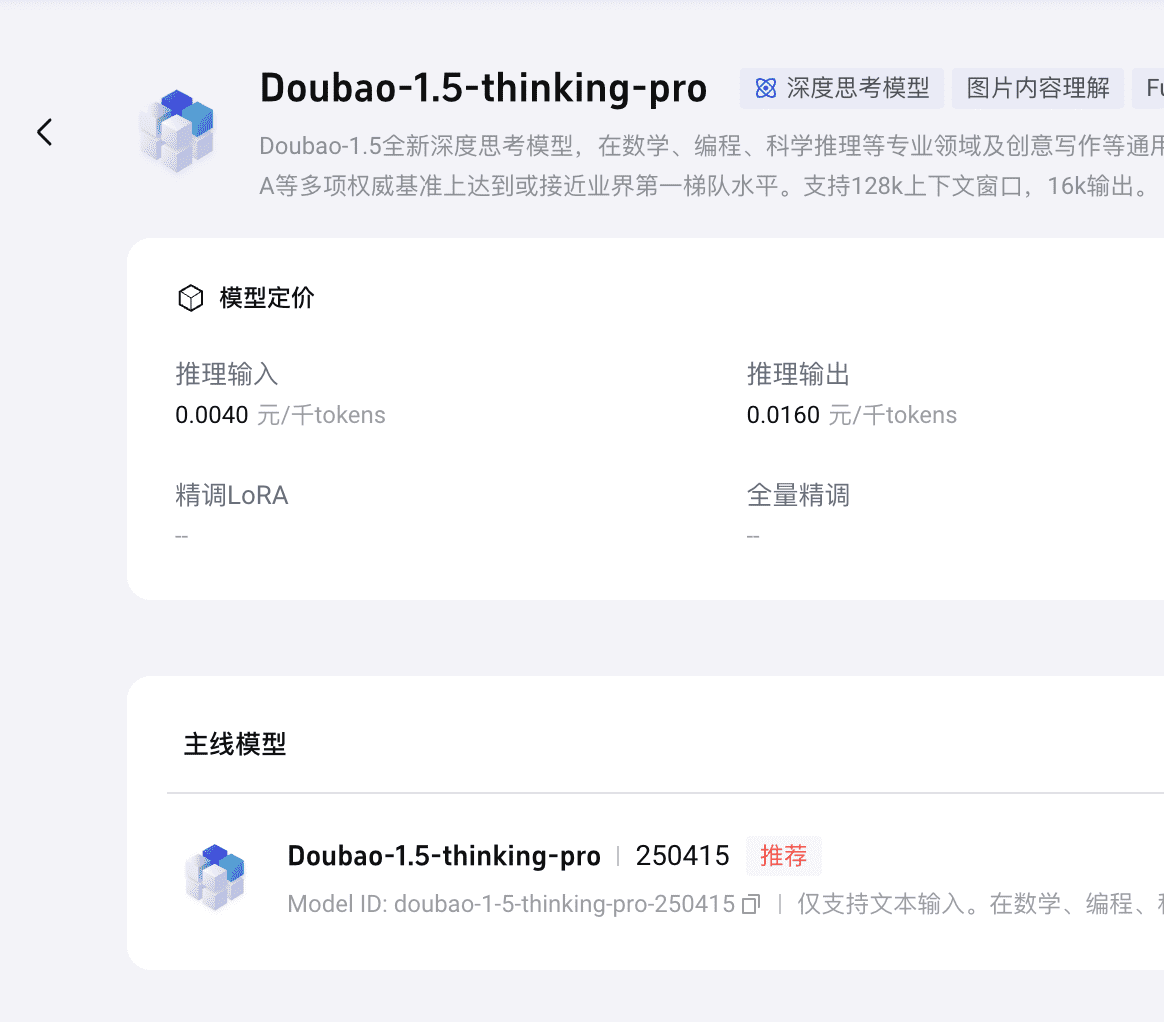 Doubao-1.5-thinking-pro 深度思考模型 图片内容理解
Doubao-1.5全新深度思考模型，在数学、编程、科学推理等专业领域及创意写作等通用
A等多项权威基准上达到或接近业界第一梯队水平。支持128k上下文窗口，16k输出。
模型定价
推理输入 推理输出
0.0040 元/千tokens 0.0160 元/千tokens
精调LoRA 全量精调
-- --
主线模型
Doubao-1.5-thinking-pro | 250415 推荐
Model ID: doubao-1-5-thinking-pro-250415 | 仅支持文本输入。在数学、编程、